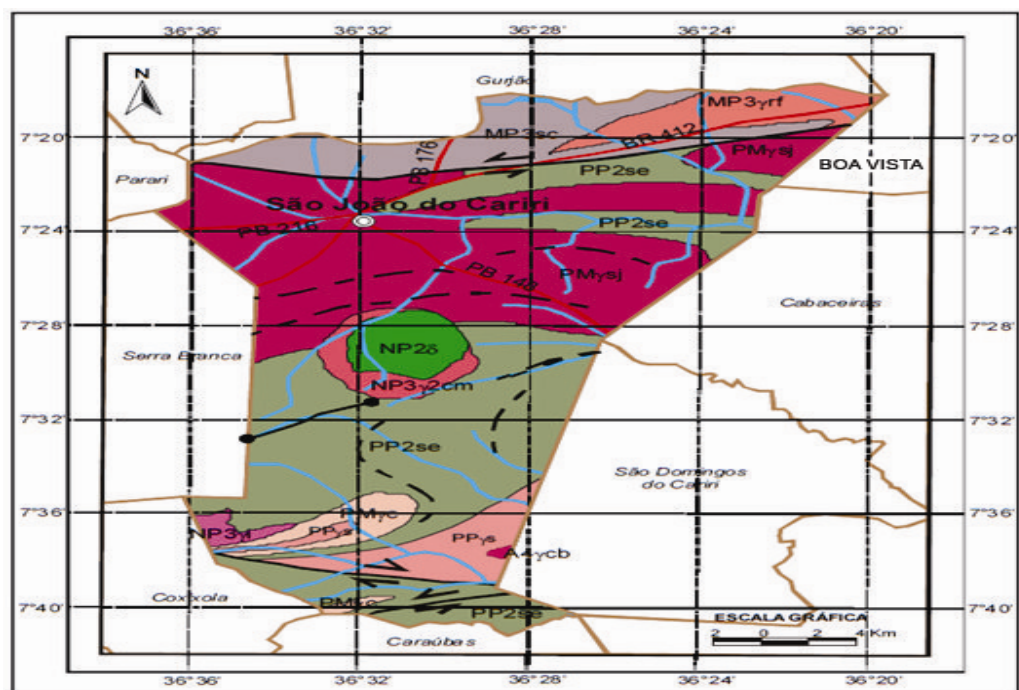 36°36' 36°32' 36°28' 36°24' 36°20'
N
Gurjão
MP3γrf
7°20' MP3sc BR 412 7°20'
PB 176 PMγsj
Parari PP2se BOA VISTA
São João do Cariri
7°24' PB 216 PP2se 7°24'
PB 148 PMγsj
Cabaceiras
7°28' 7°28'
Serra Branca NP2δ
NP3γ2cm
7°32' 7°32'
PP2se
São Domingos
do Cariri
7°36' PMγc 7°36'
PPγs PPγs
A4γcb
Coxixola
7°40' PMγc PP2se 7°40'
ESCALA GRÁFICA
2 0 2 4 Km
Caraúbas
36°36' 36°32' 36°28' 36°24' 36°20'